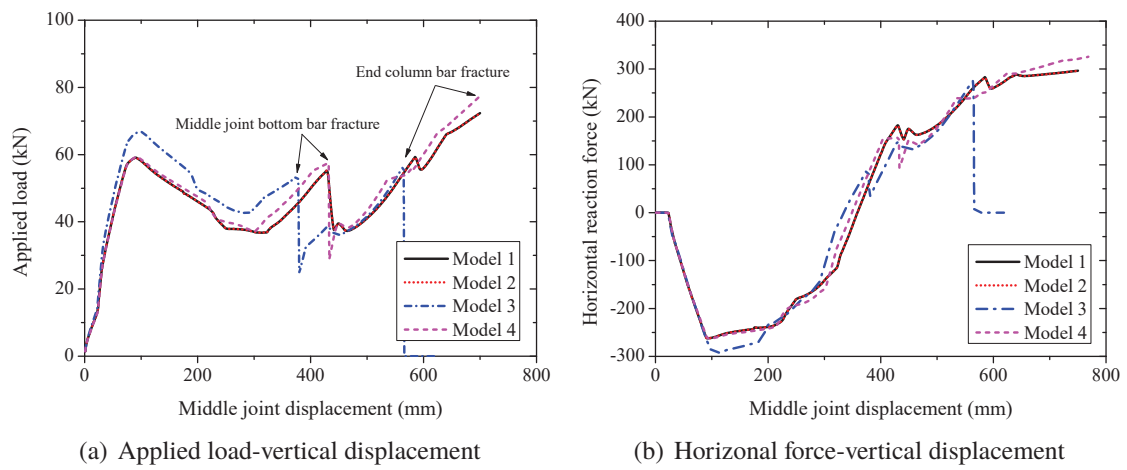 100
80
60
40
20
0
Applied load (kN)
End column bar fracture
Middle joint bottom bar fracture
Model 1
Model 2
Model 3
Model 4
0 200 400 600 800
Middle joint displacement (mm)
(a) Applied load-vertical displacement
400
300
200
100
0
-100
-200
-300
Horizontal reaction force (kN)
Model 1
Model 2
Model 3
Model 4
0 200 400 600 800
Middle joint displacement (mm)
(b) Horizonal force-vertical displacement